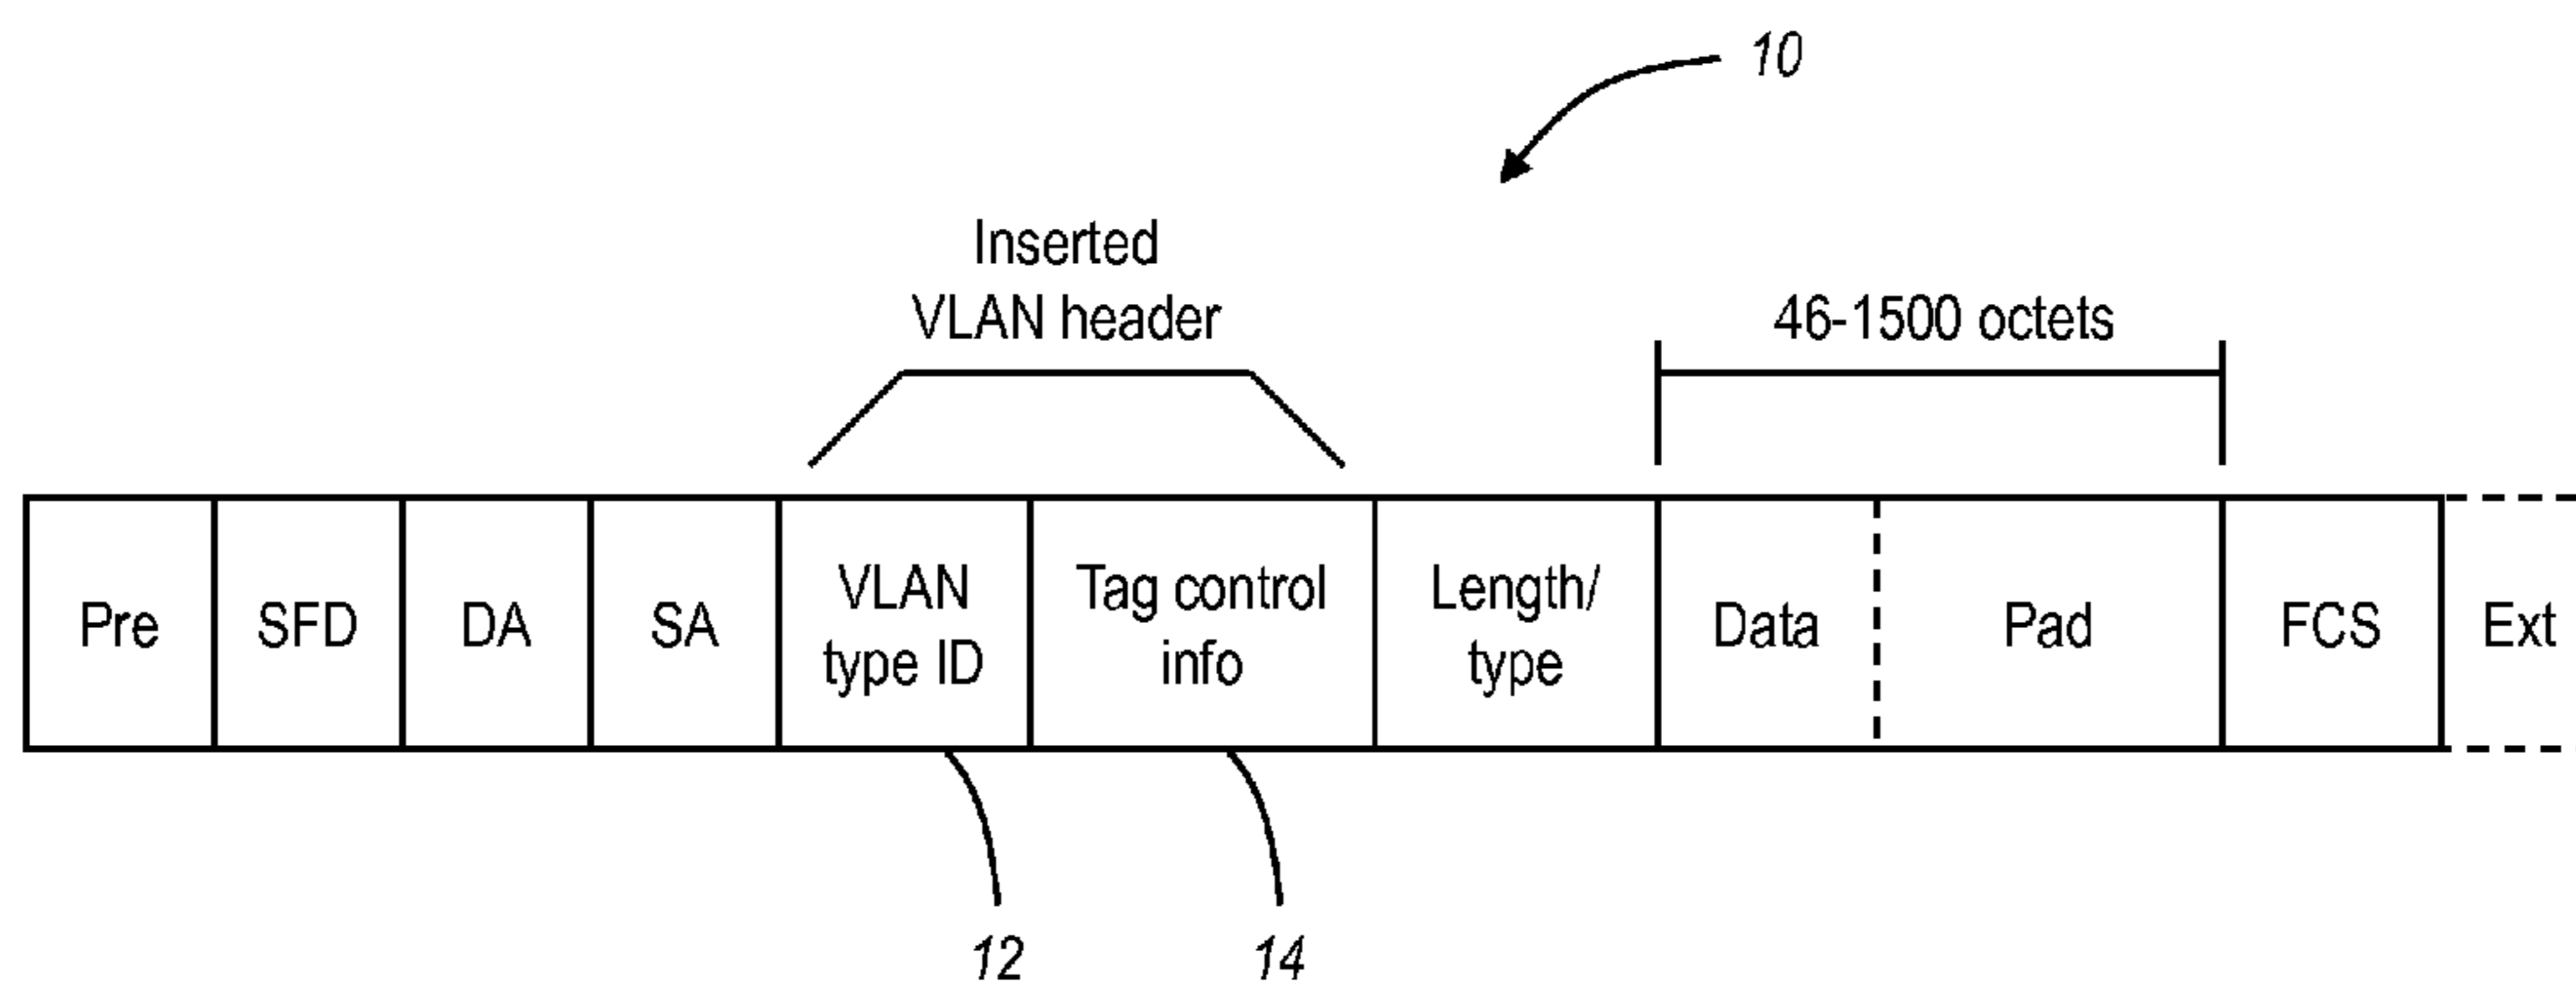 10
Inserted
VLAN header
46-1500 octets
Pre
SFD
DA
SA
VLAN
type ID
Tag control
info
Length/
type
Data
Pad
FCS
Ext
12
14